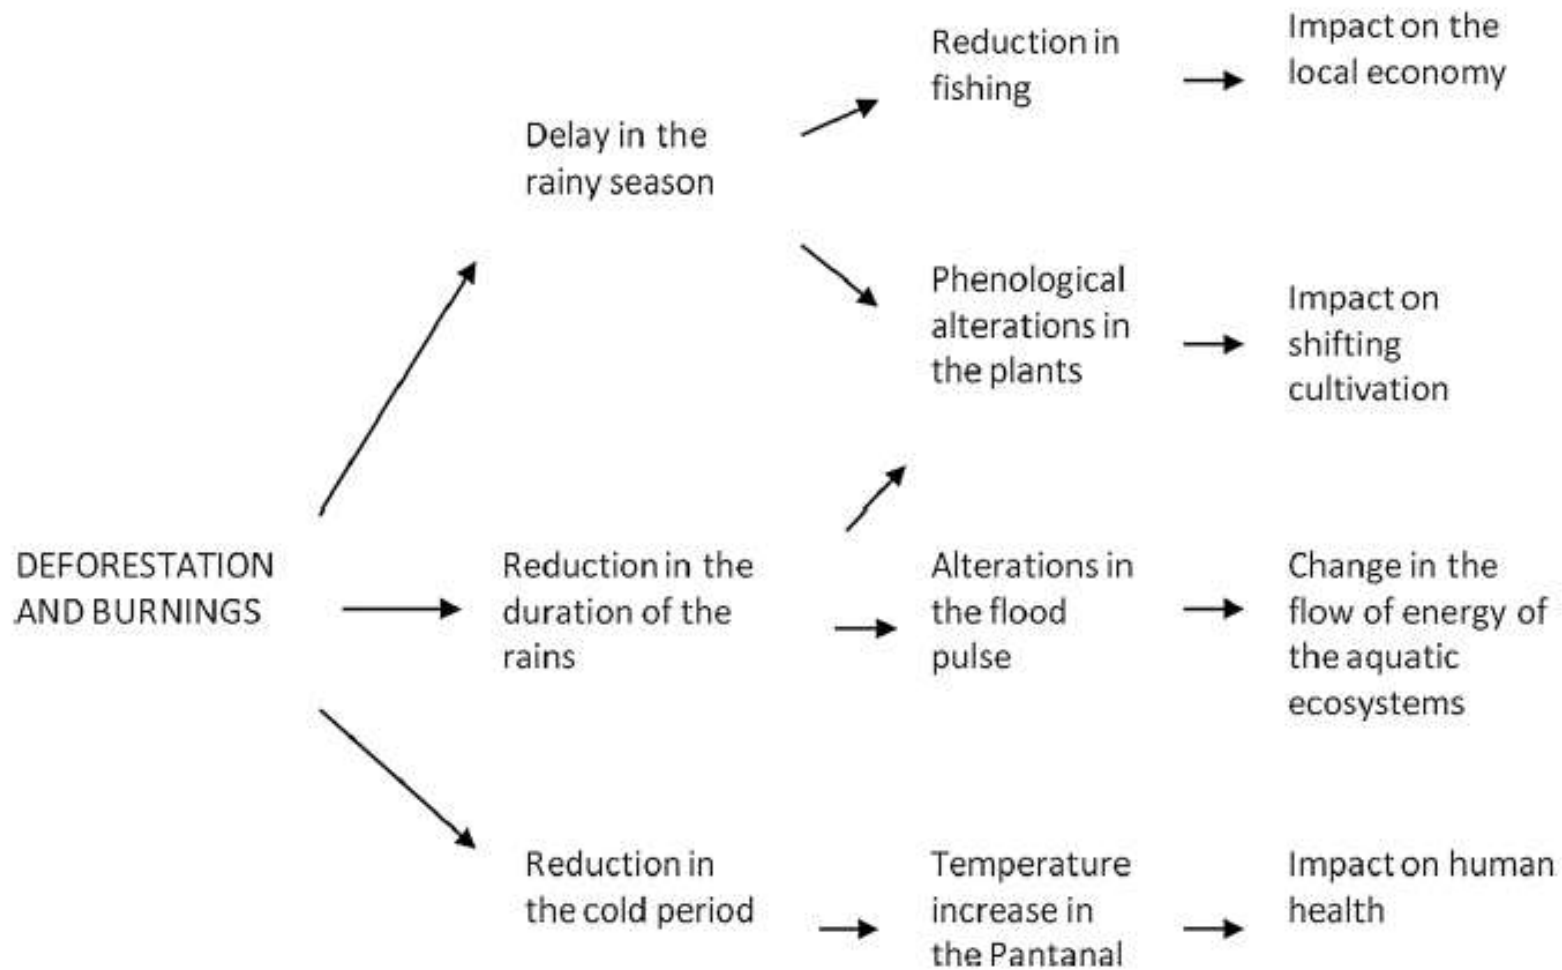 Reduction in
fishing
Impact on the
local economy
Delay in the
rainy season
Phenological
alterations in
the plants
Impact on
shifting
cultivation
DEFORESTATION
AND BURNINGS
Reduction in the
duration of the
rains
Alterations in
the flood
pulse
Change in the
flow of energy of
the aquatic
ecosystems
Reduction in
the cold period
Temperature
increase in
the Pantanal
Impact on human
health